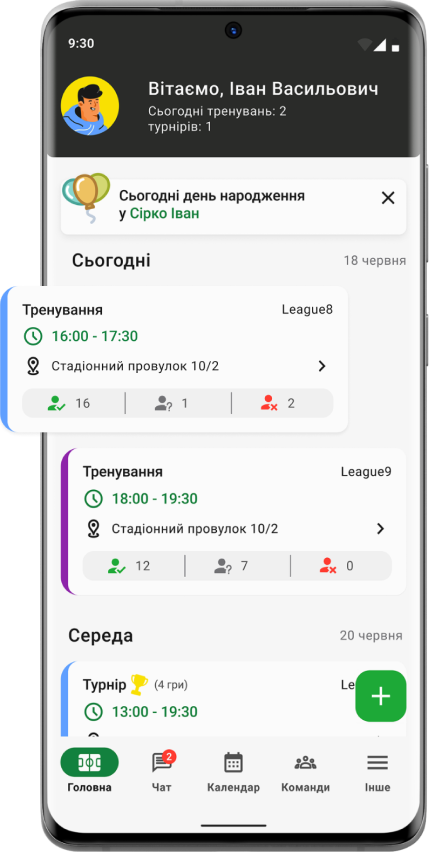 9:30
Вітаємо, Іван Васильович
Сьогодні тренувань: 2
турнірів: 1
Сьогодні день народження
у Сірко Іван
Сьогодні 18 червня
Тренування League8
16:00 - 17:30
Стадіонний провулок 10/2
16 1 2
Тренування League9
18:00 - 19:30
Стадіонний провулок 10/2
12 7 0
Середа 20 червня
Турнір (4 гри)
13:00 - 19:30
2
Головна Чат Календар Команди Інше